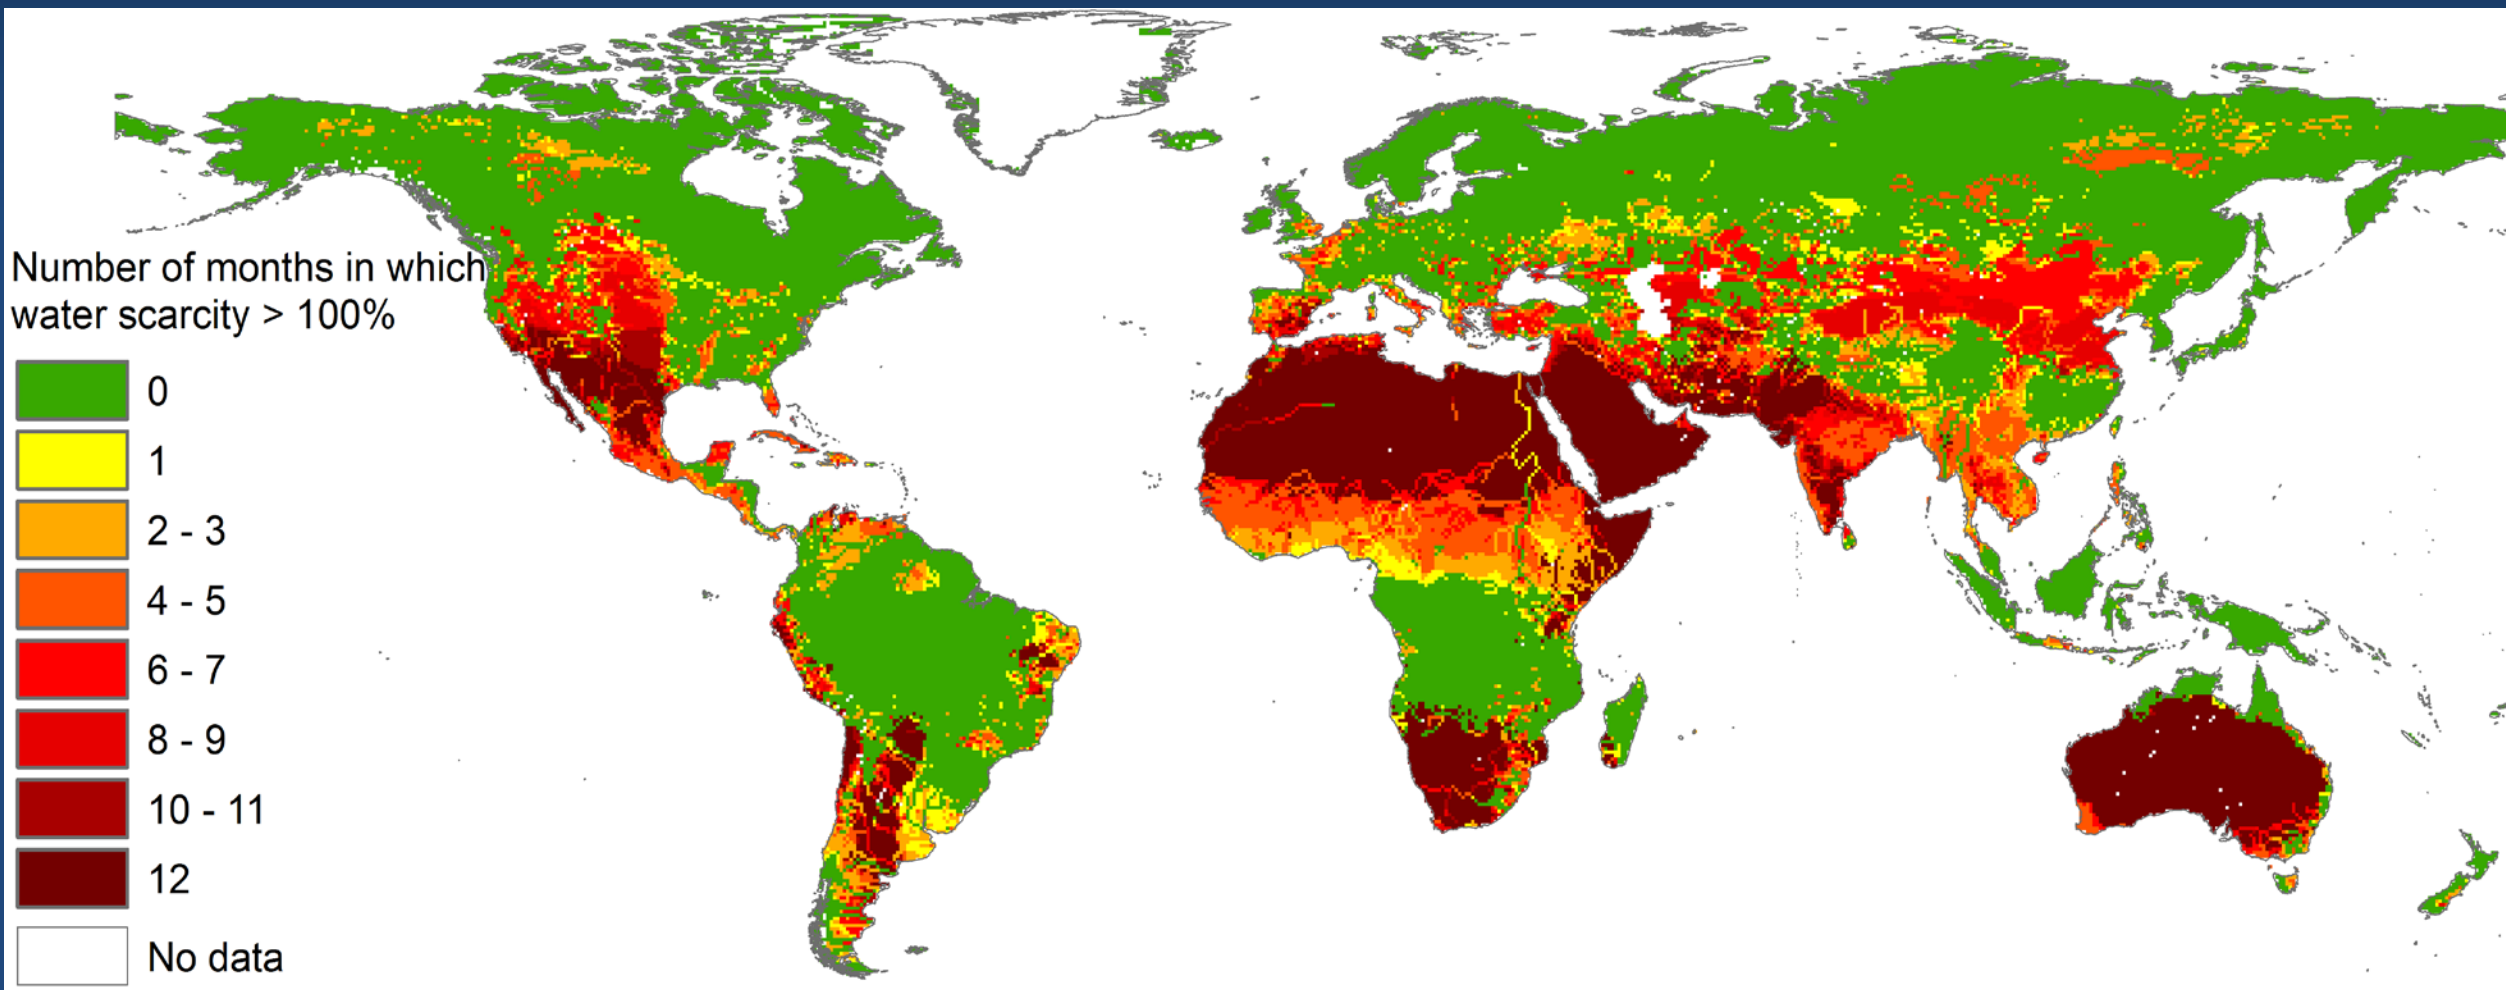 Number of months in which
water scarcity > 100%
0
1
2 - 3
4 - 5
6 - 7
8 - 9
10 - 11
12
No data